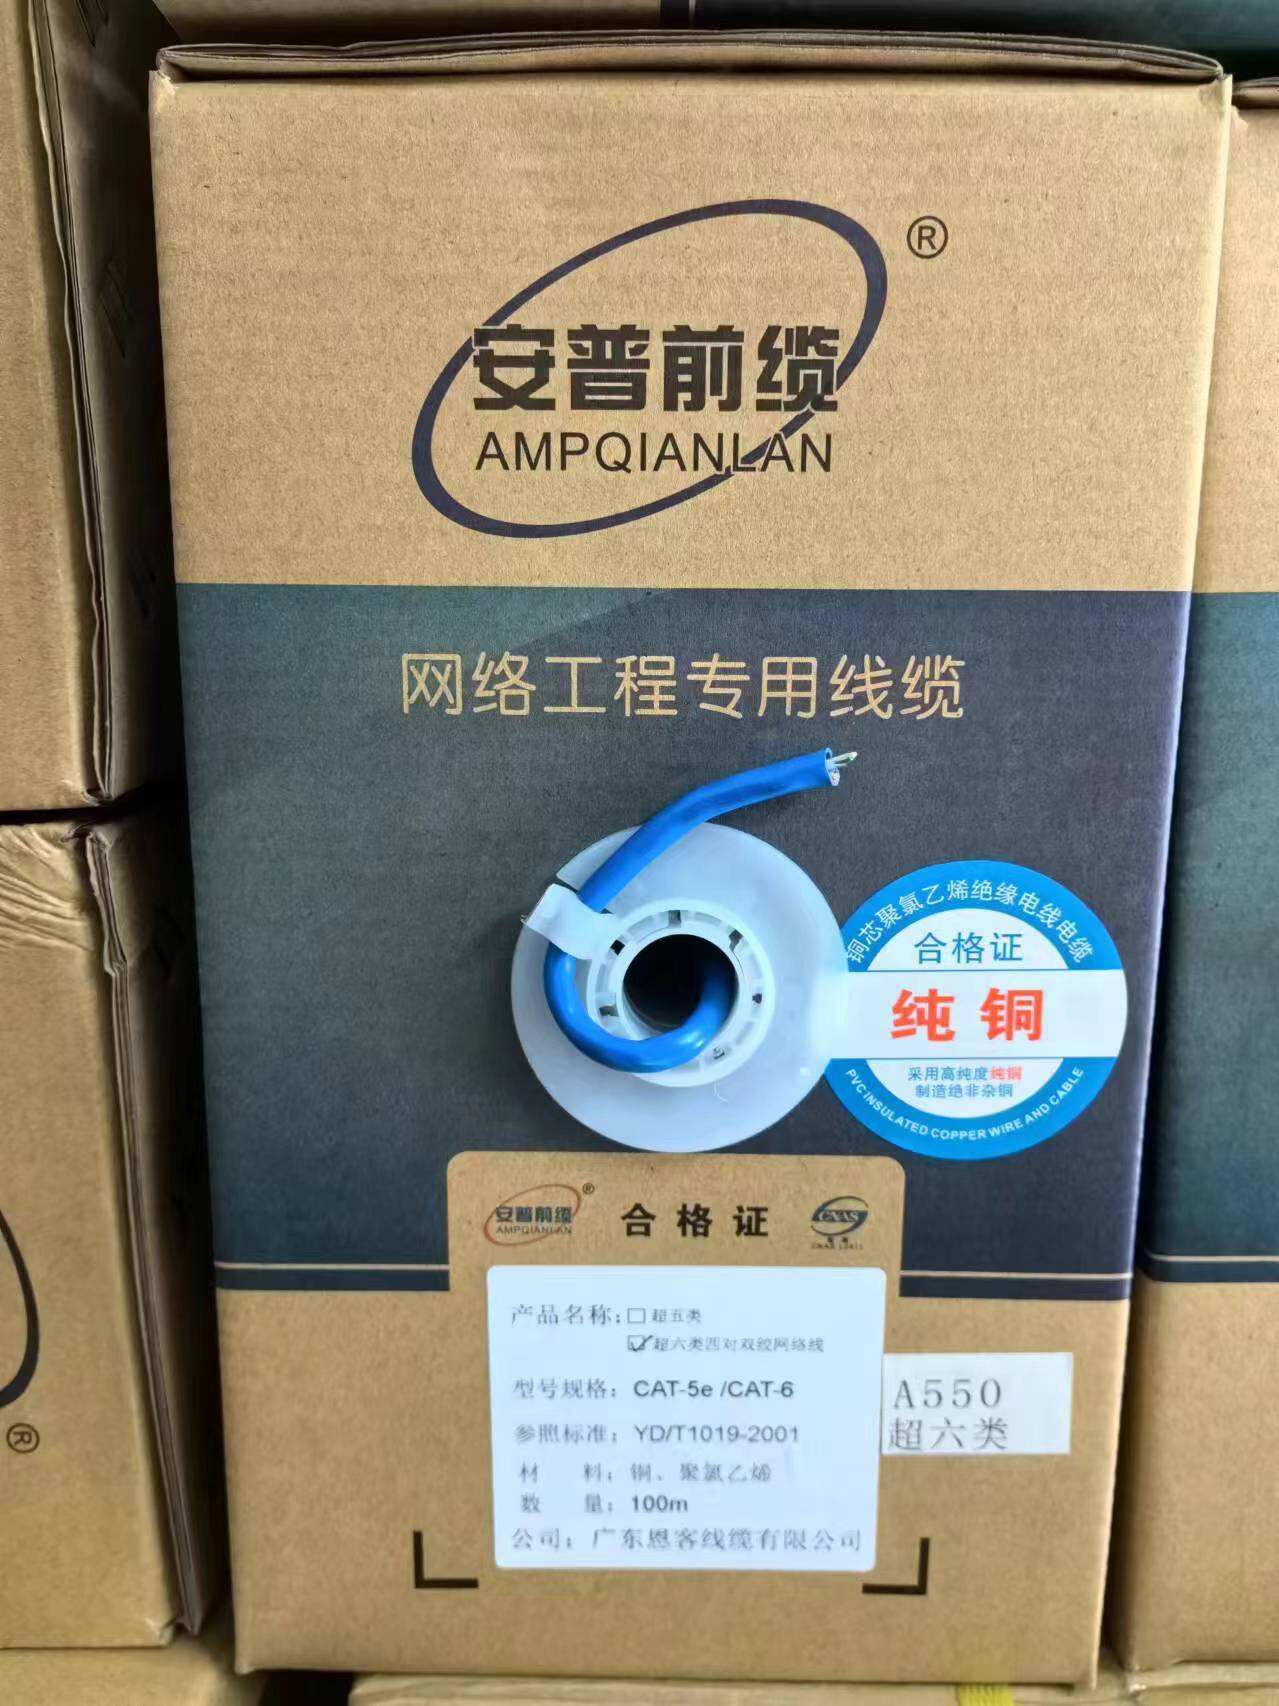 ®
安普前缆
AMPQIANLAN
网络工程专用线缆
铜芯聚氯乙烯绝缘电线电缆
合格证
纯铜
采用高纯度纯铜
制造绝非杂铜
PVC INSULATED COPPER WIRE AND CABLE
安普前缆®
AMPQIANLAN
合格证
CNAS
产品名称：□超五类
☑超六类四对双绞网络线
型号规格：CAT-5e /CAT-6
参照标准：YD/T1019-2001
材 料：铜、聚氯乙烯
数 量：100m
公司：广东恩客线缆有限公司
A550
超六类
®